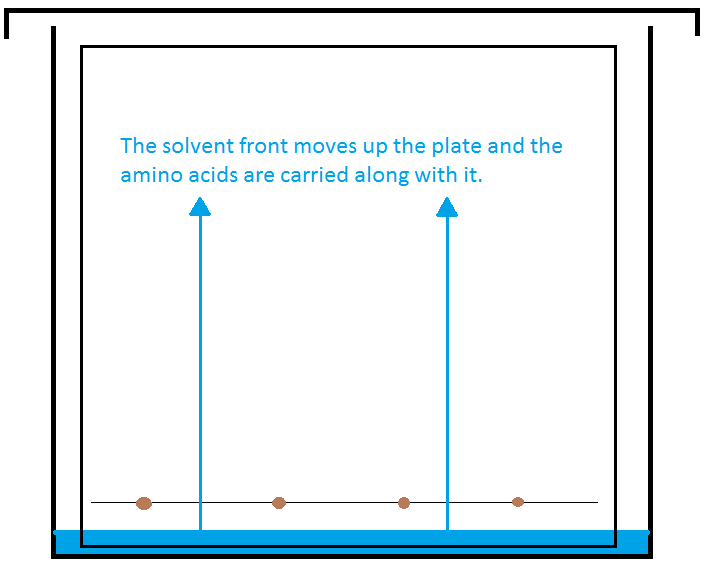 The solvent front moves up the plate and the
amino acids are carried along with it.